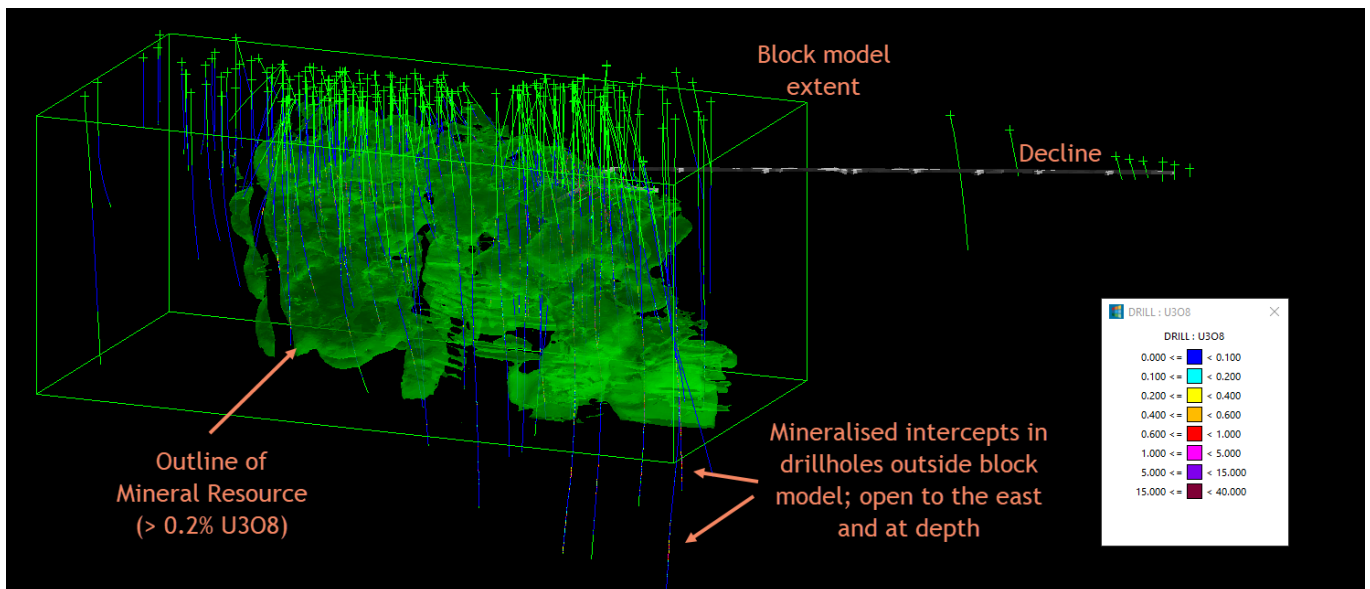 Block model
extent
Decline
Outline of
Mineral Resource
(> 0.2% U3O8)
Mineralised intercepts in
drillholes outside block
model; open to the east
and at depth
DRILL : U3O8
DRILL : U3O8
0.000 <= < 0.100
0.100 <= < 0.200
0.200 <= < 0.400
0.400 <= < 0.600
0.600 <= < 1.000
1.000 <= < 5.000
5.000 <= < 15.000
15.000 <= < 40.000